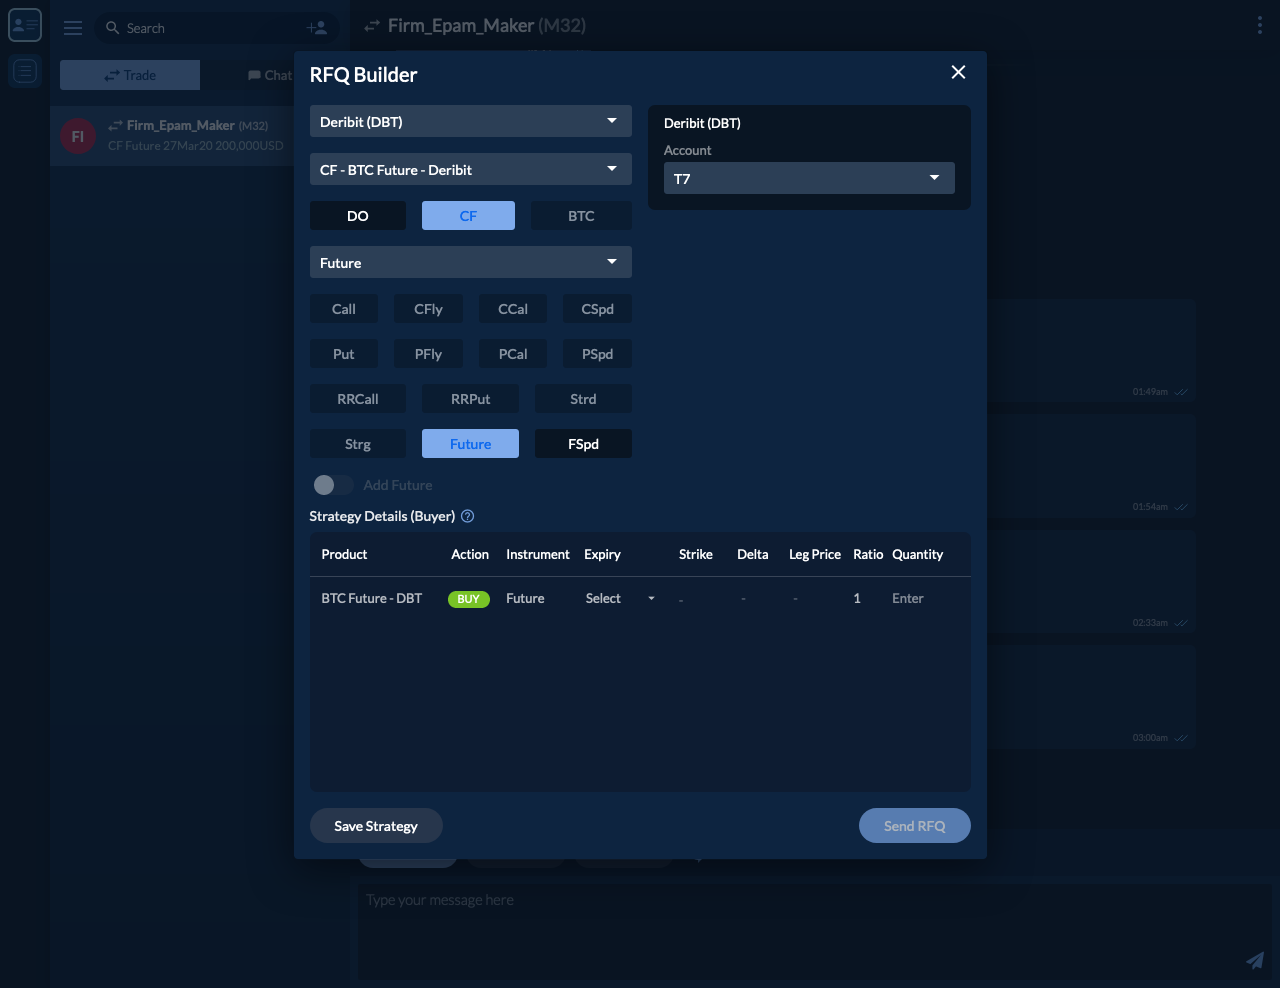 Search
Firm_Epam_Maker (M32)
Trade
Chat
FI
Firm_Epam_Maker (M32)
CF Future 27Mar20 200,000USD
RFQ Builder
Deribit (DBT)
CF - BTC Future - Deribit
DO CF BTC
Future
Call CFly CCal CSpd
Put PFly PCal PSpd
RRCall RRPut Strd
Strg Future FSpd
Add Future
Deribit (DBT)
Account
T7
Strategy Details (Buyer) ?
Product Action Instrument Expiry Strike Delta Leg Price Ratio Quantity
BTC Future - DBT BUY Future Select - - - 1 Enter
Save Strategy
Send RFQ
01:49am
01:54am
02:33am
03:00am
Type your message here